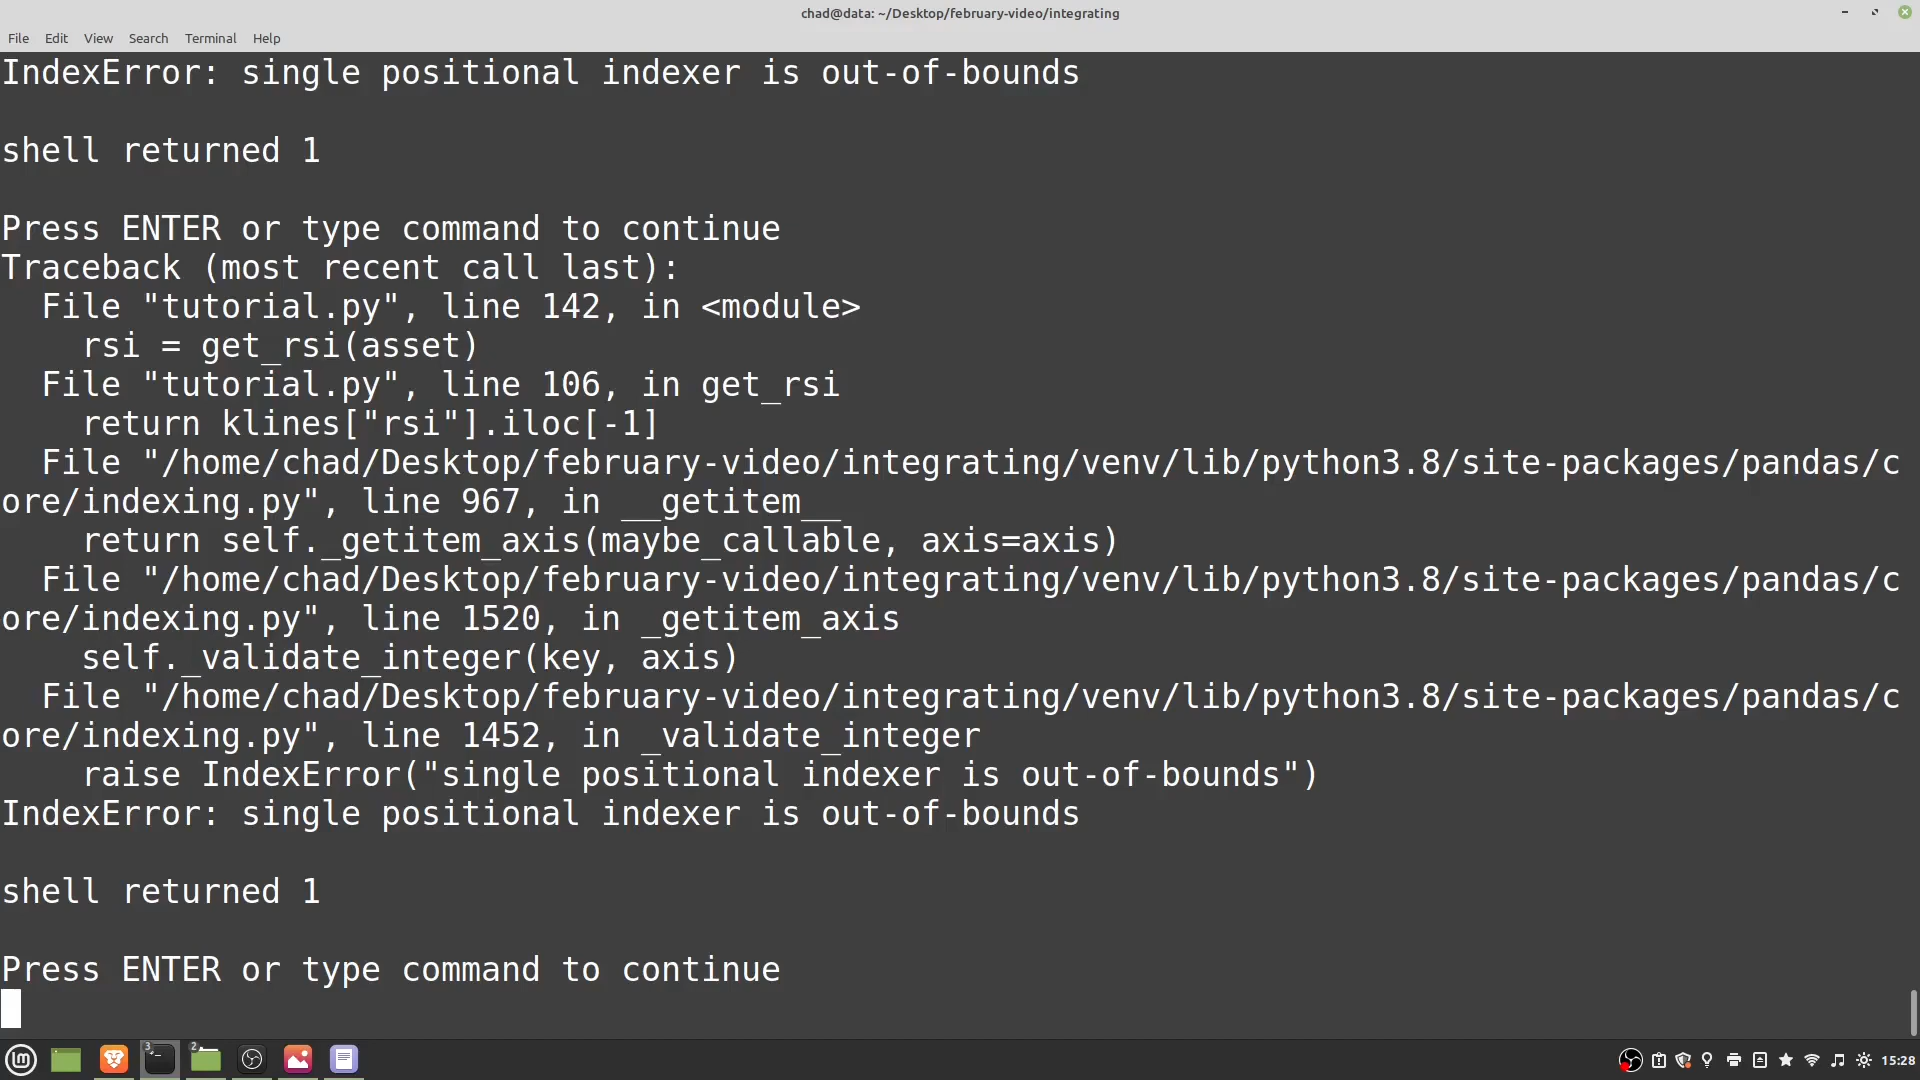 chad@data: ~/Desktop/february-video/integrating
File Edit View Search Terminal Help
IndexError: single positional indexer is out-of-bounds
shell returned 1
Press ENTER or type command to continue
Traceback (most recent call last):
  File "tutorial.py", line 142, in <module>
    rsi = get_rsi(asset)
  File "tutorial.py", line 106, in get_rsi
    return klines["rsi"].iloc[-1]
  File "/home/chad/Desktop/february-video/integrating/venv/lib/python3.8/site-packages/pandas/c
ore/indexing.py", line 967, in __getitem__
    return self._getitem_axis(maybe_callable, axis=axis)
  File "/home/chad/Desktop/february-video/integrating/venv/lib/python3.8/site-packages/pandas/c
ore/indexing.py", line 1520, in _getitem_axis
    self._validate_integer(key, axis)
  File "/home/chad/Desktop/february-video/integrating/venv/lib/python3.8/site-packages/pandas/c
ore/indexing.py", line 1452, in _validate_integer
    raise IndexError("single positional indexer is out-of-bounds")
IndexError: single positional indexer is out-of-bounds
shell returned 1
Press ENTER or type command to continue
lm 3 2 15:28